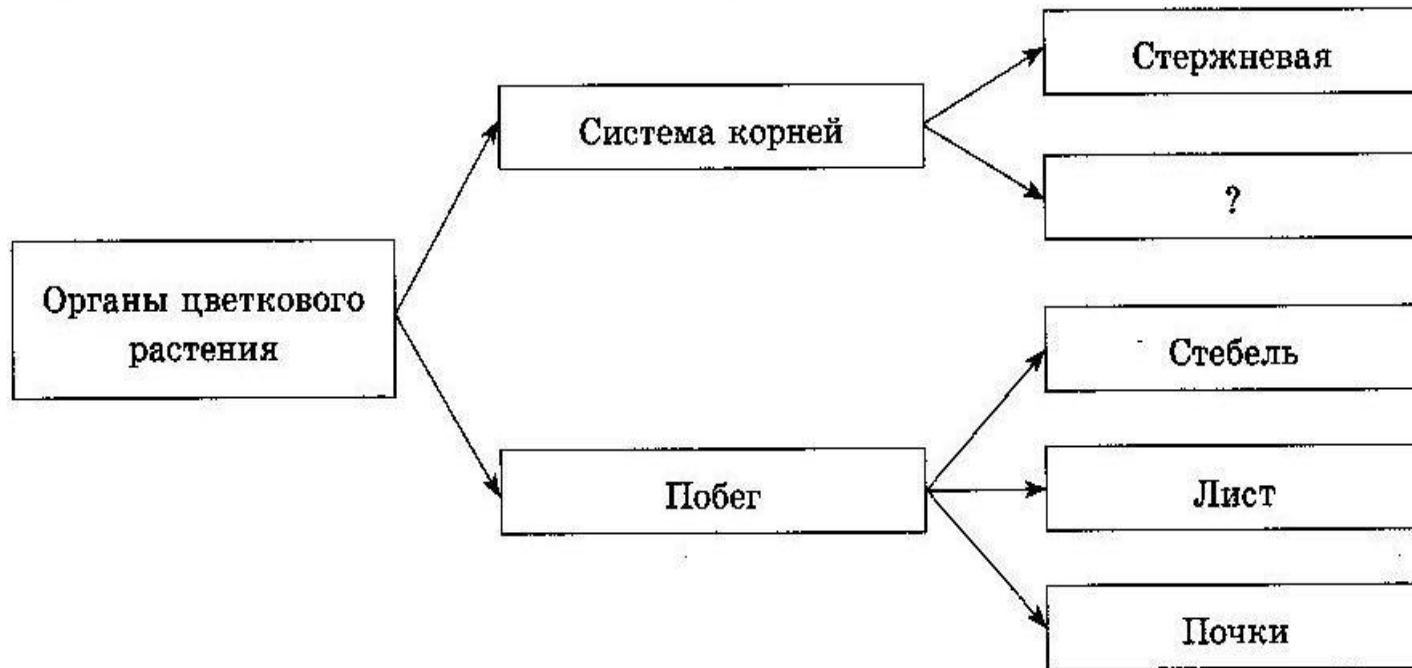 Стержневая
Система корней
?
Органы цветкового
растения
Стебель
Побег
Лист
Почки